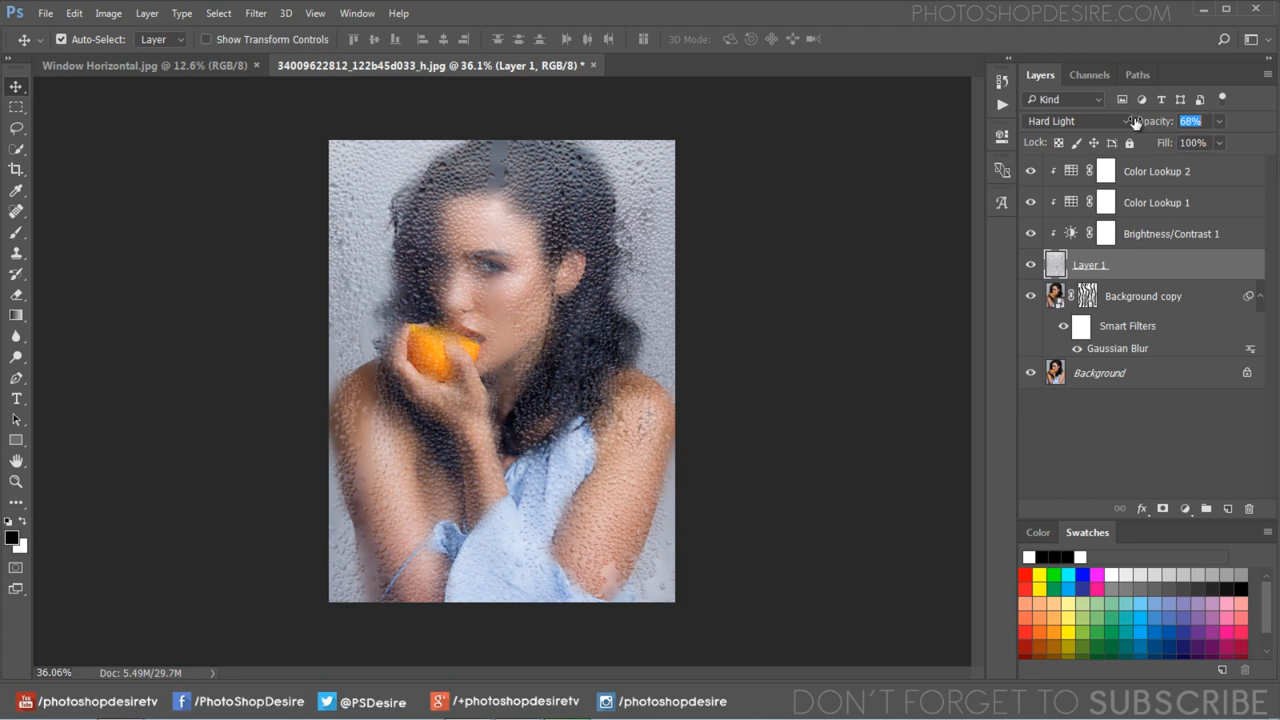 Ps File Edit Image Layer Type Select Filter 3D View Window Help
PHOTOSHOPDESIRE.COM
Auto-Select: Layer Show Transform Controls 3D Mode:
Window Horizontal.jpg @ 12.6% (RGB/8) × 34009622812_122b45d033_h.jpg @ 36.1% (Layer 1, RGB/8) * ×
Layers Channels Paths
Kind
Hard Light Opacity: 68%
Lock: Fill: 100%
Color Lookup 2
Color Lookup 1
Brightness/Contrast 1
Layer 1
Background copy
Smart Filters
Gaussian Blur
Background
fx
Color Swatches
36.06% Doc: 5.49M/29.7M
You Tube /photoshopdesiretv f /PhotoShopDesire @PSDesire g+ /+photoshopdesiretv /photoshopdesire
DON'T FORGET TO SUBSCRIBE